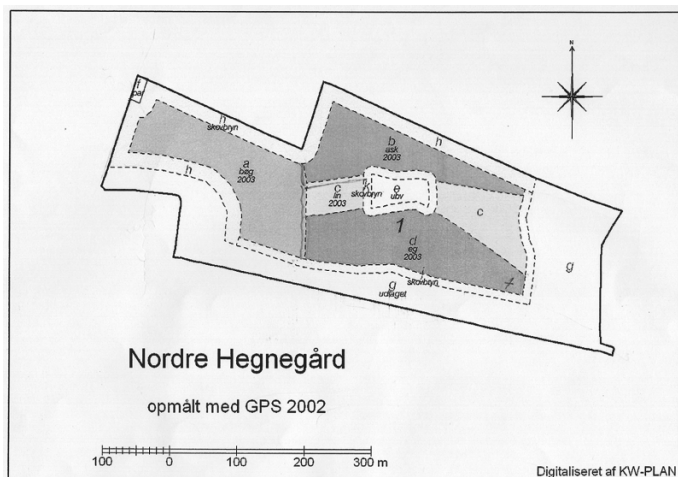 N
f
par
h
skovbryn
a
bøg
2003
h
b
ask
2003
h
c
lin
2003
skovbryn
e
ubv
c
1
d
eg
2003
skovbryn
g
udlaget
g
Nordre Hegnegård
opmålt med GPS 2002
100 0 100 200 300 m
Digitaliseret af KW-PLAN